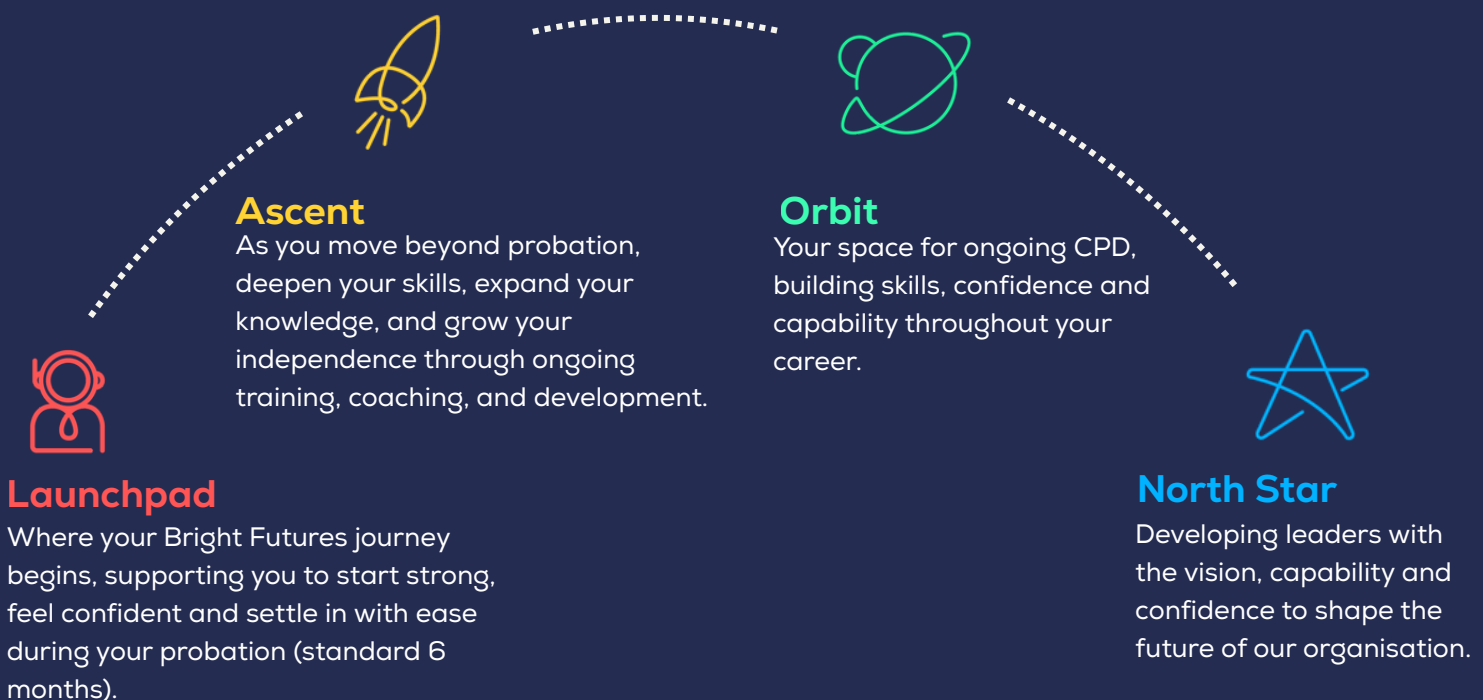 Ascent
As you move beyond probation,
deepen your skills, expand your
knowledge, and grow your
independence through ongoing
training, coaching, and development.
Orbit
Your space for ongoing CPD,
building skills, confidence and
capability throughout your
career.
Launchpad
Where your Bright Futures journey
begins, supporting you to start strong,
feel confident and settle in with ease
during your probation (standard 6
months).
North Star
Developing leaders with
the vision, capability and
confidence to shape the
future of our organisation.